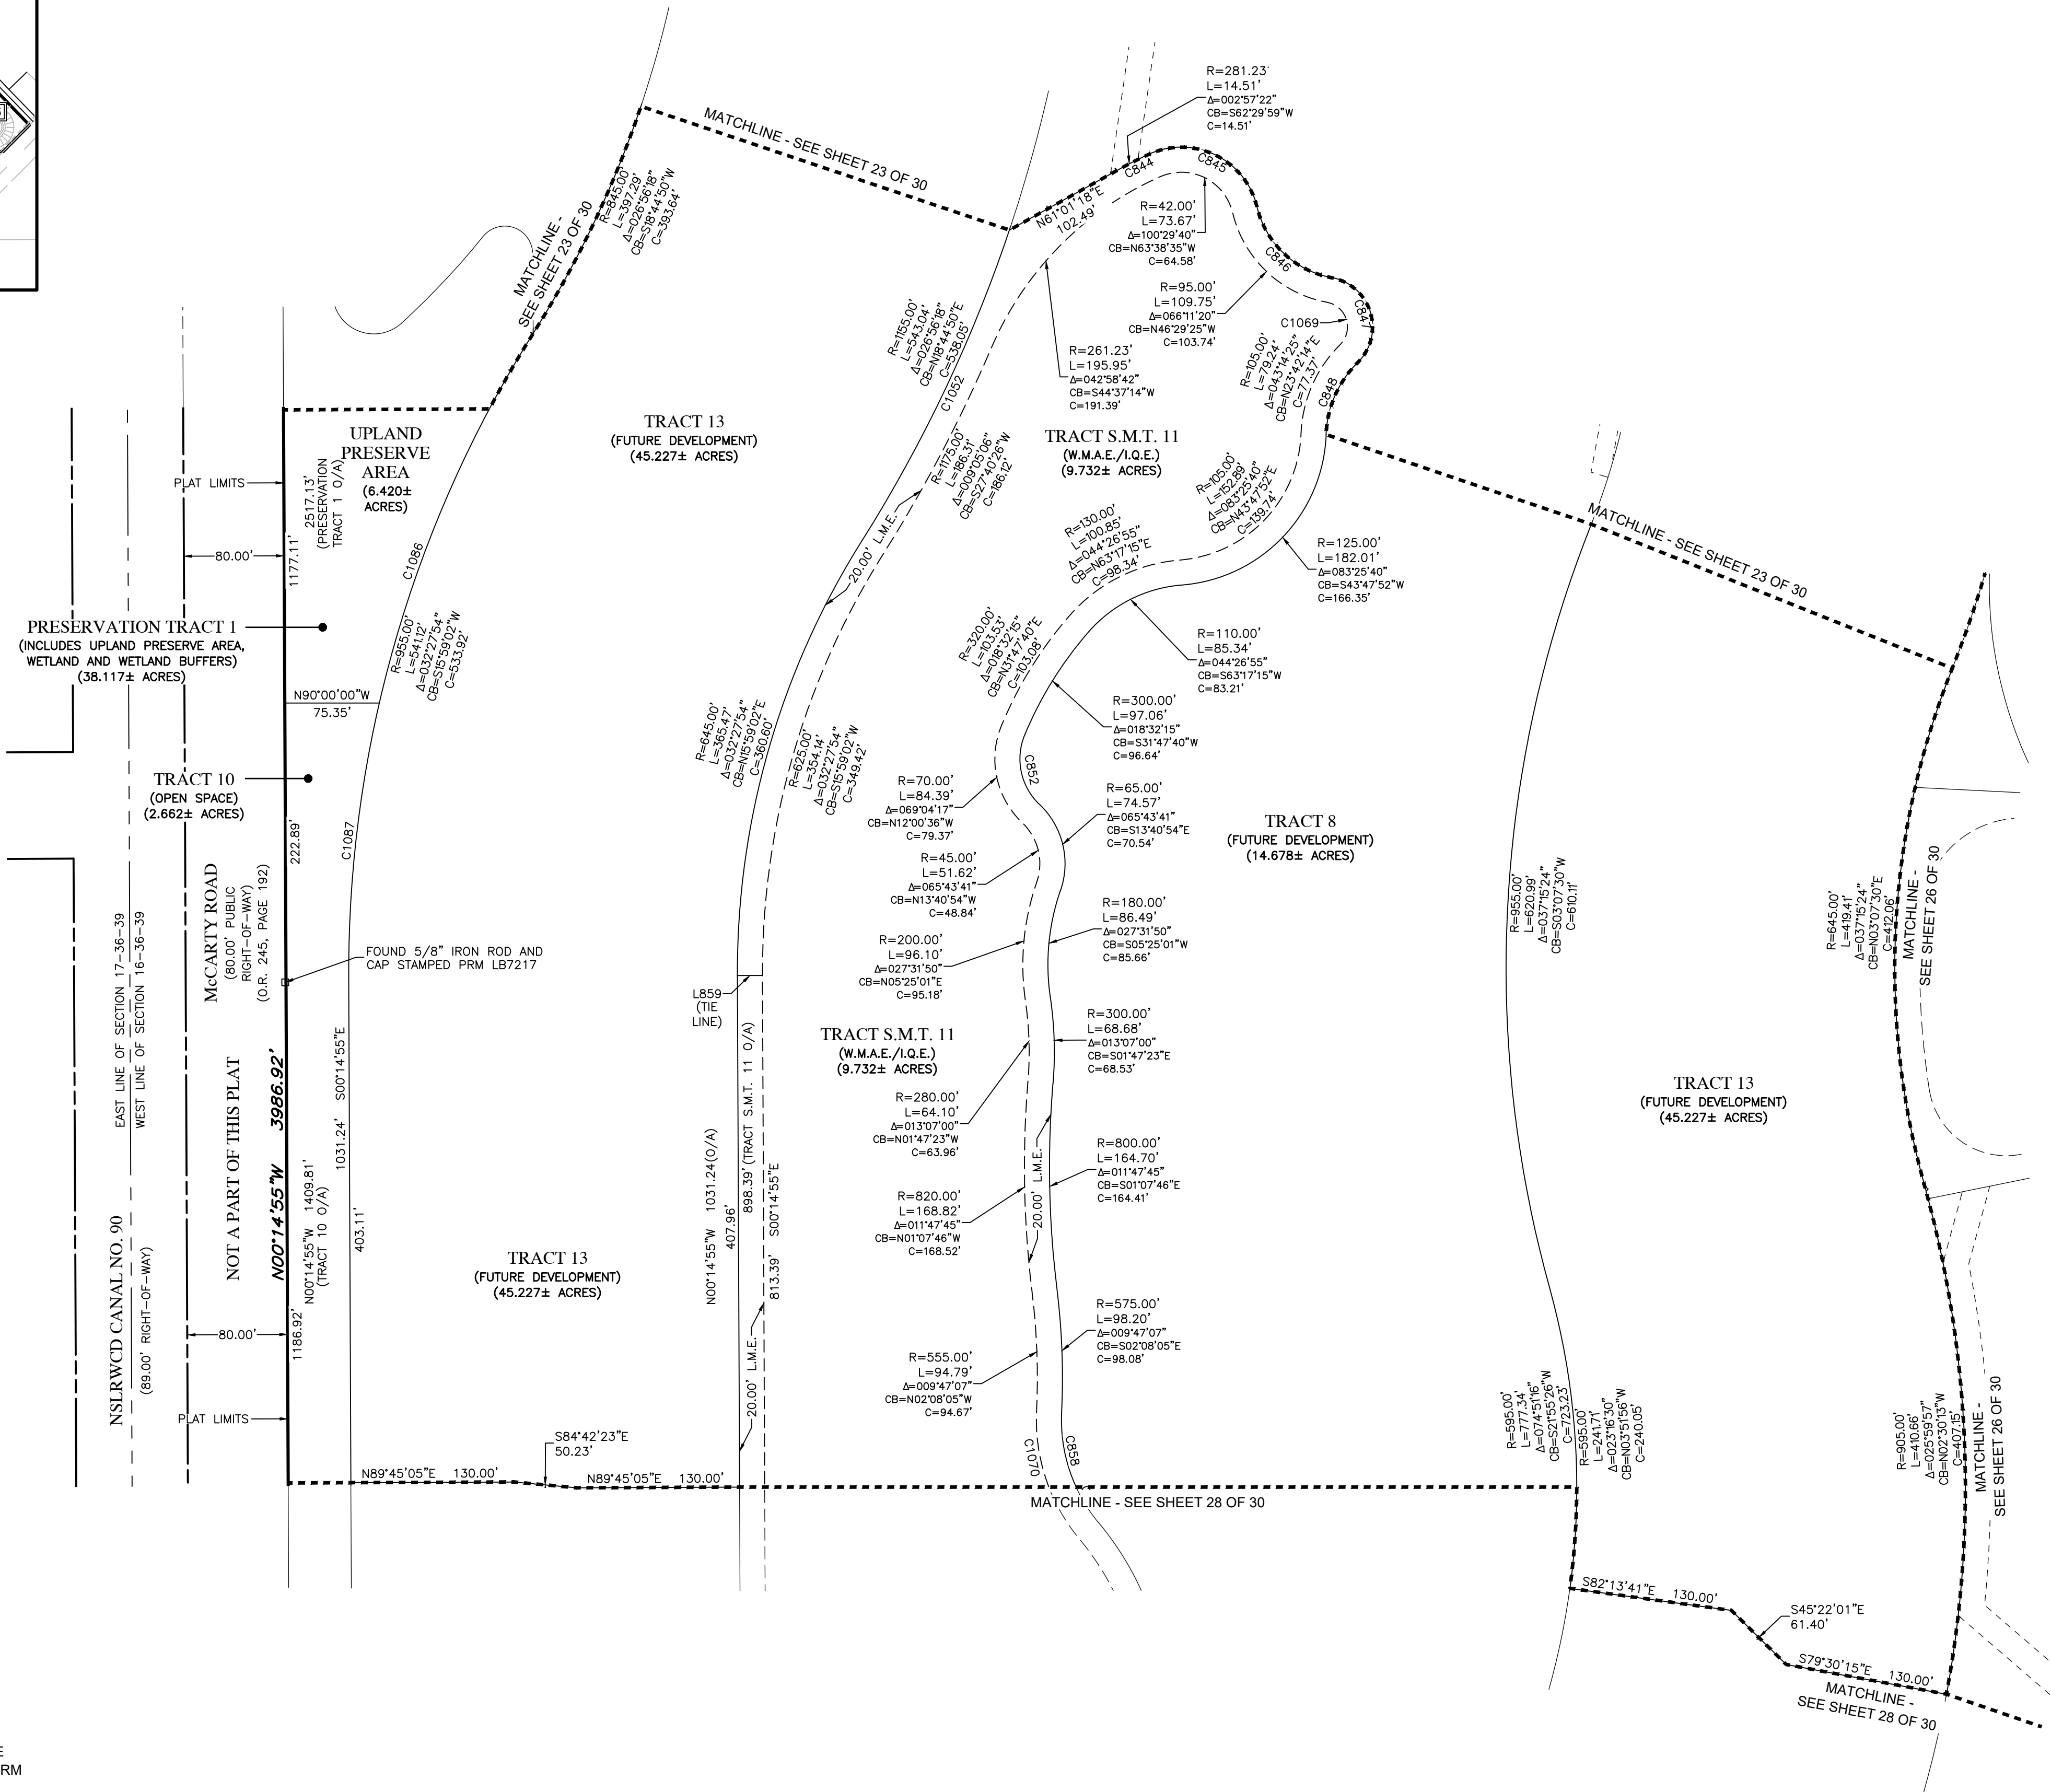 R=281.23'
L=14.51'
Δ=002°57'22"
CB=S62°29'59"W
C=14.51'
MATCHLINE - SEE SHEET 23 OF 30
C844
C845
N61°01'18"E
102.49'
R=42.00'
L=73.67'
Δ=100°29'40"
CB=N63°38'35"W
C=64.58'
C846
R=95.00'
L=109.75'
Δ=066°11'20"
CB=N46°29'25"W
C=103.74'
C1069
C847
C848
R=845.00'
L=397.29'
Δ=026°56'18"
CB=S18°44'50"W
C=393.64'
MATCHLINE -
SEE SHEET 23 OF 30
R=1155.00'
L=543.04'
Δ=026°56'18"
CB=N18°44'50"E
C=538.05'
C1052
R=261.23'
L=195.95'
Δ=042°58'42"
CB=S44°37'14"W
C=191.39'
R=105.00'
L=79.24'
Δ=043°14'25"
CB=N23°42'14"E
C=77.37'
TRACT 13
(FUTURE DEVELOPMENT)
(45.227± ACRES)
TRACT S.M.T. 11
(W.M.A.E./I.Q.E.)
(9.732± ACRES)
UPLAND
PRESERVE
AREA
(6.420±
ACRES)
PLAT LIMITS
2517.13'
(PRESERVATION
TRACT 1 O/A)
1177.11'
80.00'
C1086
R=1175.00'
L=186.31'
Δ=009°05'06"
CB=S27°40'26"W
C=186.12'
20.00' L.M.E.
R=105.00'
L=152.89'
Δ=083°25'40"
CB=N43°47'52"E
C=139.74'
R=130.00'
L=100.85'
Δ=044°26'55"
CB=N63°17'15"E
C=98.34'
R=125.00'
L=182.01'
Δ=083°25'40"
CB=S43°47'52"W
C=166.35'
MATCHLINE - SEE SHEET 23 OF 30
PRESERVATION TRACT 1
(INCLUDES UPLAND PRESERVE AREA,
WETLAND AND WETLAND BUFFERS)
(38.117± ACRES)
R=955.00'
L=541.12'
Δ=032°27'54"
CB=S15°59'02"W
C=533.92'
N90°00'00"W
75.35'
R=320.00'
L=103.53'
Δ=018°32'15"
CB=N31°47'40"E
C=103.08'
R=110.00'
L=85.34'
Δ=044°26'55"
CB=S63°17'15"W
C=83.21'
R=300.00'
L=97.06'
Δ=018°32'15"
CB=S31°47'40"W
C=96.64'
R=645.00'
L=365.47'
Δ=032°27'54"
CB=N15°59'02"E
C=360.60'
R=625.00'
L=354.14'
Δ=032°27'54"
CB=S15°59'02"W
C=349.42'
C852
TRACT 10
(OPEN SPACE)
(2.662± ACRES)
222.89'
C1087
R=70.00'
L=84.39'
Δ=069°04'17"
CB=N12°00'36"W
C=79.37'
R=65.00'
L=74.57'
Δ=065°43'41"
CB=S13°40'54"E
C=70.54'
TRACT 8
(FUTURE DEVELOPMENT)
(14.678± ACRES)
R=45.00'
L=51.62'
Δ=065°43'41"
CB=N13°40'54"W
C=48.84'
R=180.00'
L=86.49'
Δ=027°31'50"
CB=S05°25'01"W
C=85.66'
R=200.00'
L=96.10'
Δ=027°31'50"
CB=N05°25'01"E
C=95.18'
R=955.00'
L=620.99'
Δ=037°15'24"
CB=S03°07'30"W
C=610.11'
R=645.00'
L=419.41'
Δ=037°15'24"
CB=N03°07'30"E
C=412.06'
MATCHLINE -
SEE SHEET 26 OF 30
McCARTY ROAD
(80.00' PUBLIC
RIGHT-OF-WAY)
(O.R. 245, PAGE 192)
EAST LINE OF SECTION 17-36-39
WEST LINE OF SECTION 16-36-39
FOUND 5/8" IRON ROD AND
CAP STAMPED PRM LB7217
L859
(TIE
LINE)
R=300.00'
L=68.68'
Δ=013°07'00"
CB=S01°47'23"E
C=68.53'
TRACT S.M.T. 11
(W.M.A.E./I.Q.E.)
(9.732± ACRES)
R=280.00'
L=64.10'
Δ=013°07'00"
CB=N01°47'23"W
C=63.96'
TRACT 13
(FUTURE DEVELOPMENT)
(45.227± ACRES)
NOT A PART OF THIS PLAT
N00°14'55"W 3986.92'
N00°14'55"W 1409.81'
(TRACT 10 O/A)
1031.24' S00°14'55"E
403.11'
N00°14'55"W 1031.24(O/A)
407.96'
898.39' (TRACT S.M.T. 11 O/A)
813.39' S00°14'55"E
20.00' L.M.E.
R=800.00'
L=164.70'
Δ=011°47'45"
CB=S01°07'46"E
C=164.41'
R=820.00'
L=168.82'
Δ=011°47'45"
CB=N01°07'46"W
C=168.52'
20.00' L.M.E.
TRACT 13
(FUTURE DEVELOPMENT)
(45.227± ACRES)
NSLRWCD CANAL NO. 90
(89.00' RIGHT-OF-WAY)
80.00'
1186.92'
PLAT LIMITS
R=575.00'
L=98.20'
Δ=009°47'07"
CB=S02°08'05"E
C=98.08'
R=555.00'
L=94.79'
Δ=009°47'07"
CB=N02°08'05"W
C=94.67'
C1070
C858
R=595.00'
L=777.34'
Δ=074°51'16"
CB=S21°55'26"W
C=723.23'
R=595.00'
L=241.71'
Δ=023°16'30"
CB=N03°51'56"W
C=240.05'
R=905.00'
L=410.66'
Δ=025°59'57"
CB=N02°30'13"W
C=407.15'
MATCHLINE -
SEE SHEET 26 OF 30
S84°42'23"E
50.23'
N89°45'05"E 130.00'
N89°45'05"E 130.00'
MATCHLINE - SEE SHEET 28 OF 30
S82°13'41"E 130.00'
S45°22'01"E
61.40'
S79°30'15"E 130.00'
MATCHLINE -
SEE SHEET 28 OF 30
E
RM